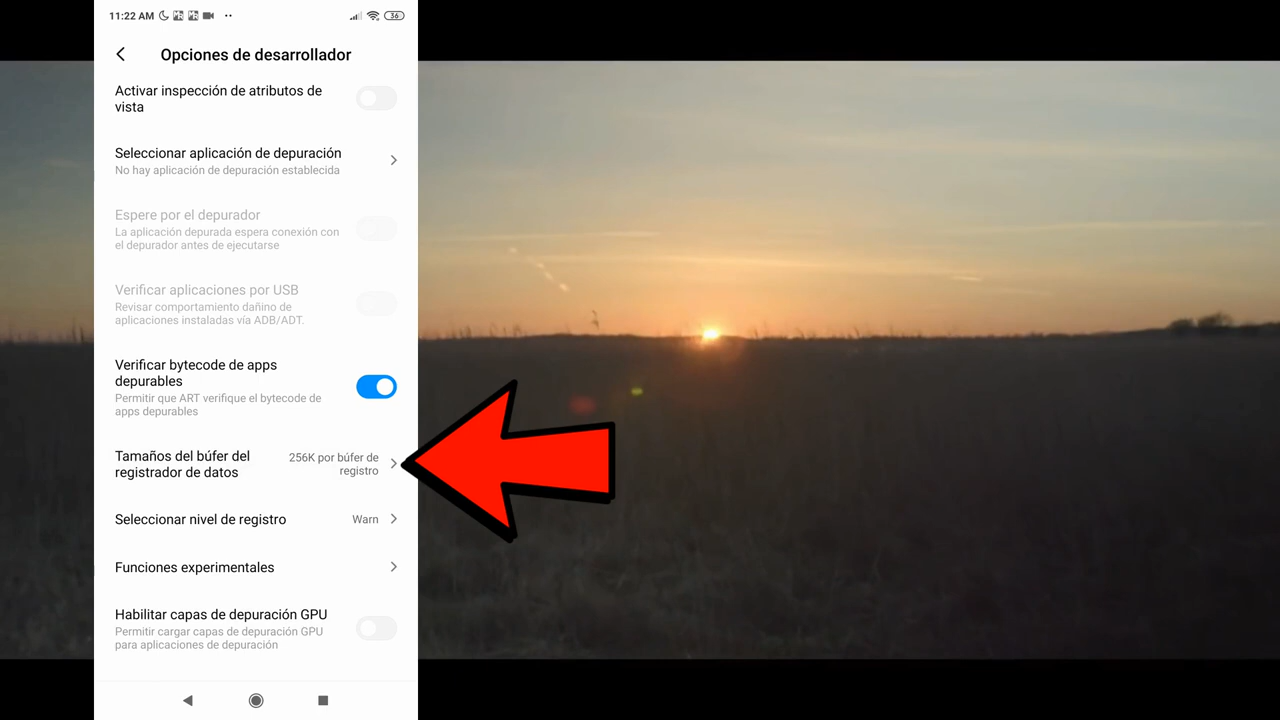 11:22 AM
36
Opciones de desarrollador
Activar inspección de atributos de
vista
Seleccionar aplicación de depuración
No hay aplicación de depuración establecida
Espere por el depurador
La aplicación depurada espera conexión con
el depurador antes de ejecutarse
Verificar aplicaciones por USB
Revisar comportamiento dañino de
aplicaciones instaladas vía ADB/ADT.
Verificar bytecode de apps
depurables
Permitir que ART verifique el bytecode de
apps depurables
Tamaños del búfer del
registrador de datos
256K por búfer de
registro
Seleccionar nivel de registro
Warn
Funciones experimentales
Habilitar capas de depuración GPU
Permitir cargar capas de depuración GPU
para aplicaciones de depuración